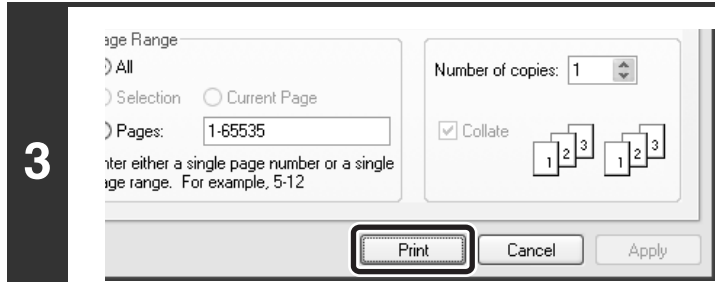 3
age Range
All
Number of copies: 1
Selection Current Page
Pages: 1-65535
Collate
1 2 3 1 2 3
nter either a single page number or a single
age range. For example, 5-12
Print Cancel Apply